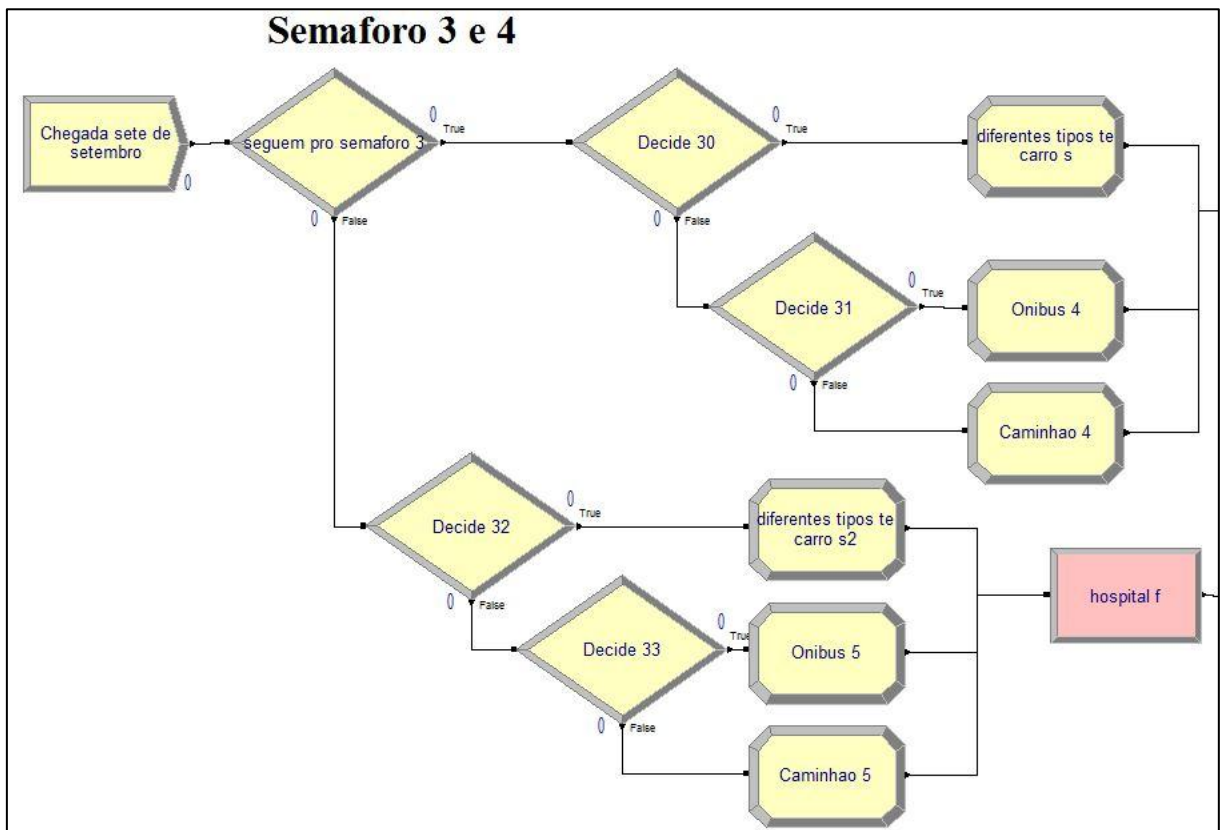 Semaforo 3 e 4
Chegada sete de
setembro
0
seguem pro semaforo 3
0
True
0
False
Decide 30
0
True
0
False
diferentes tipos te
carro s
Decide 31
0
True
0
False
Onibus 4
Caminhao 4
Decide 32
0
True
0
False
diferentes tipos te
carro s2
Decide 33
0
True
0
False
Onibus 5
Caminhao 5
hospital f